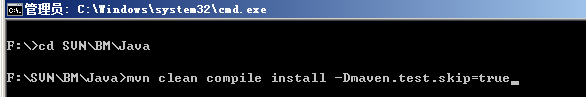 管理员: C:\Windows\system32\cmd.exe
F:\>cd SVN\BM\Java
F:\SVN\BM\Java>mvn clean compile install -Dmaven.test.skip=true